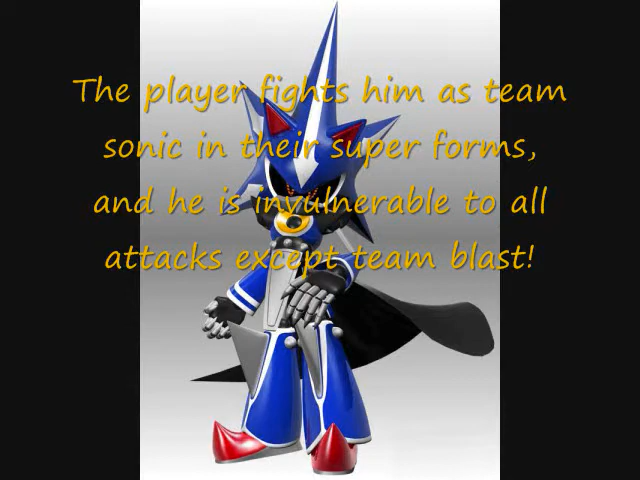 The player fights him as team
sonic in their super forms,
and he is invulnerable to all
attacks except team blast!